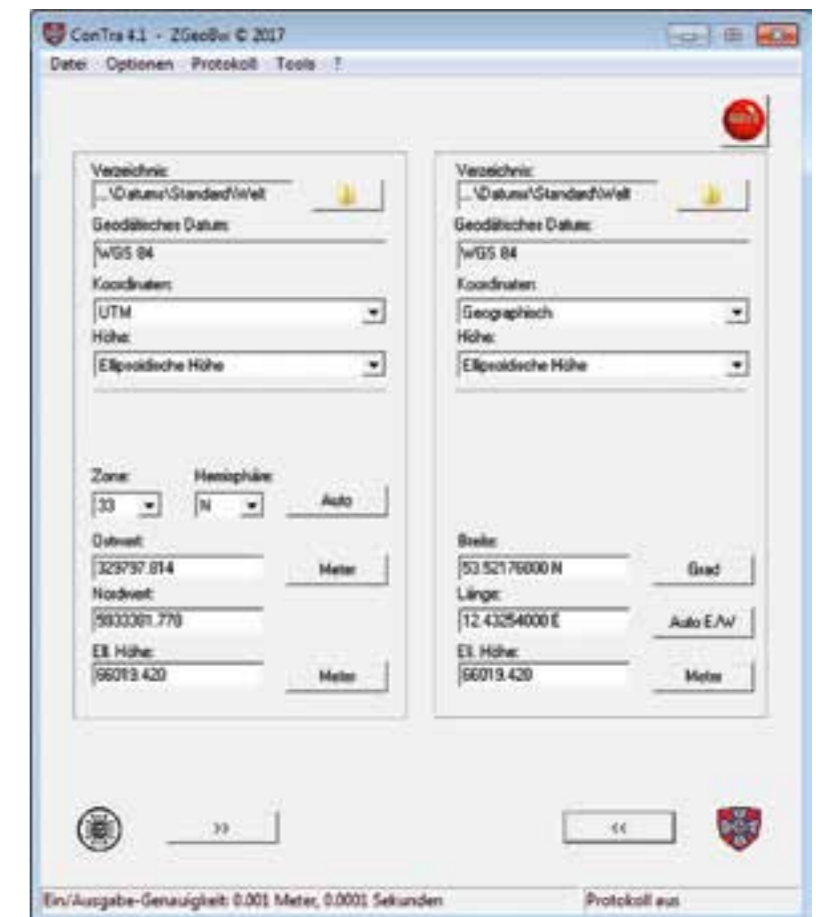 ConTra 4.1 - ZGeoBw © 2017
Datei Optionen Protokoll Tools ?
Verzeichnis:
...\Datums\Standard\Welt
Geodätisches Datum:
WGS 84
Koordinaten:
UTM
Höhe:
Ellipsoidische Höhe
Zone: Hemisphäre:
33 N Auto
Ostwert:
329797.814 Meter
Nordwert:
5933381.778
Ell. Höhe:
66019.420 Meter
>>
Verzeichnis:
...\Datums\Standard\Welt
Geodätisches Datum:
WGS 84
Koordinaten:
Geographisch
Höhe:
Ellipsoidische Höhe
Breite:
53.52176000 N Grad
Länge:
12.43254000 E Auto E/W
Ell. Höhe:
66019.420 Meter
<<
Ein/Ausgabe-Genauigkeit: 0.001 Meter, 0.0001 Sekunden Protokoll aus